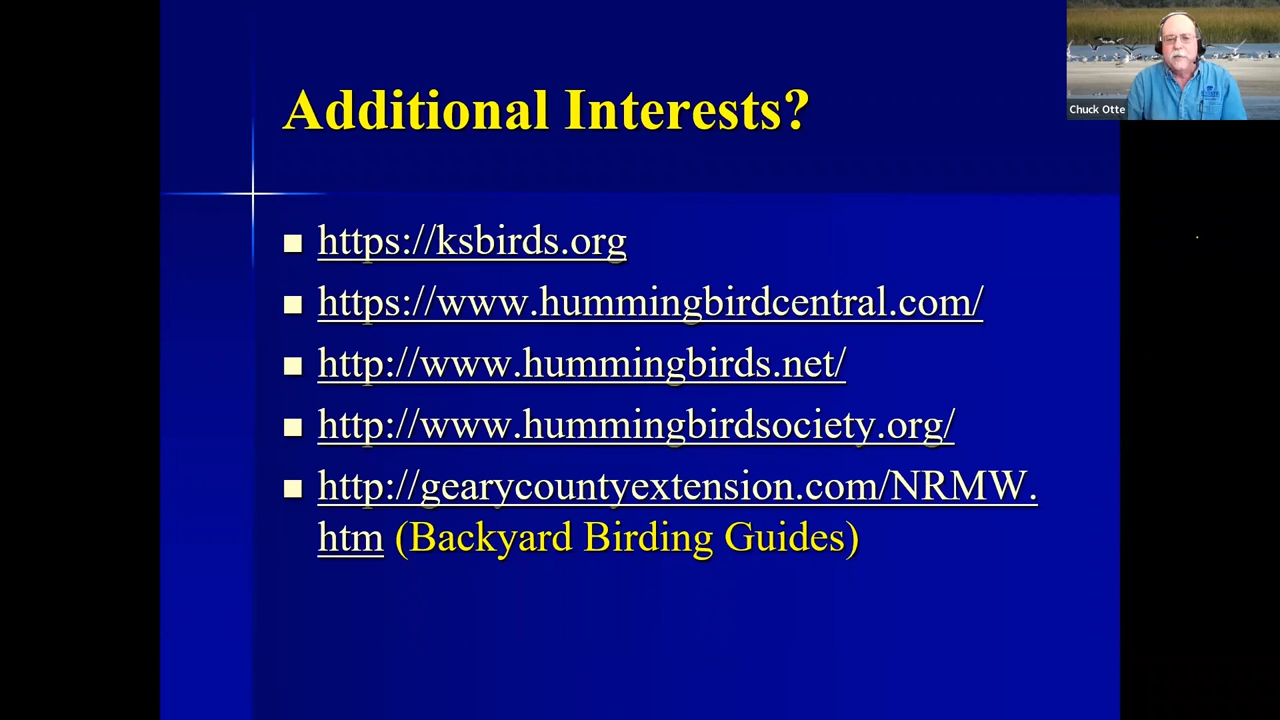 Additional Interests?
Chuck Otte
https://ksbirds.org
https://www.hummingbirdcentral.com/
http://www.hummingbirds.net/
http://www.hummingbirdsociety.org/
http://gearycountyextension.com/NRMW.
htm (Backyard Birding Guides)